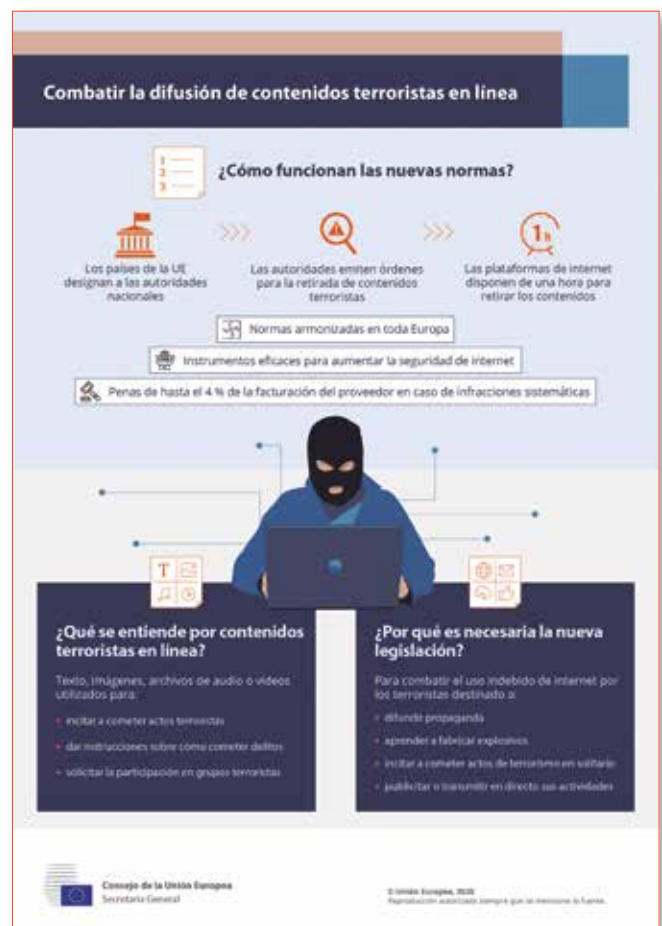 Combatir la difusión de contenidos terroristas en línea
1
2
3
¿Cómo funcionan las nuevas normas?
1h
Los países de la UE
designan a las autoridades
nacionales
Las autoridades emiten órdenes
para la retirada de contenidos
terroristas
Las plataformas de internet
disponen de una hora para
retirar los contenidos
Normas armonizadas en toda Europa
Instrumentos eficaces para aumentar la seguridad de internet
Penas de hasta el 4 % de la facturación del proveedor en caso de infracciones sistemáticas
T
¿Qué se entiende por contenidos
terroristas en línea?
Texto, imágenes, archivos de audio o vídeos
utilizados para:
• incitar a cometer actos terroristas
• dar instrucciones sobre cómo cometer delitos
• solicitar la participación en grupos terroristas
¿Por qué es necesaria la nueva
legislación?
Para combatir el uso indebido de internet por
los terroristas destinado a:
• difundir propaganda
• aprender a fabricar explosivos
• incitar a cometer actos de terrorismo en solitario
• publicitar o transmitir en directo sus actividades
Consejo de la Unión Europea
Secretaría General
© Unión Europea, 2020
Reproducción autorizada siempre que se mencione la fuente.